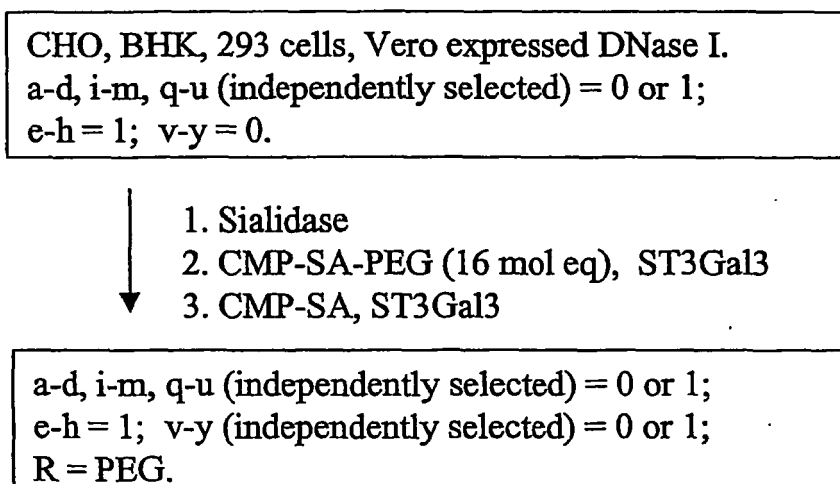 CHO, BHK, 293 cells, Vero expressed DNase I.
a-d, i-m, q-u (independently selected) = 0 or 1;
e-h = 1; v-y = 0.
1. Sialidase
2. CMP-SA-PEG (16 mol eq), ST3Gal3
3. CMP-SA, ST3Gal3
a-d, i-m, q-u (independently selected) = 0 or 1;
e-h = 1; v-y (independently selected) = 0 or 1;
R = PEG.